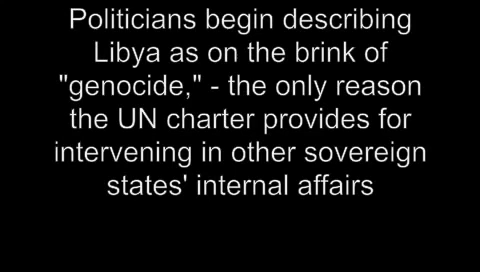 Politicians begin describing
Libya as on the brink of
"genocide," - the only reason
the UN charter provides for
intervening in other sovereign
states' internal affairs